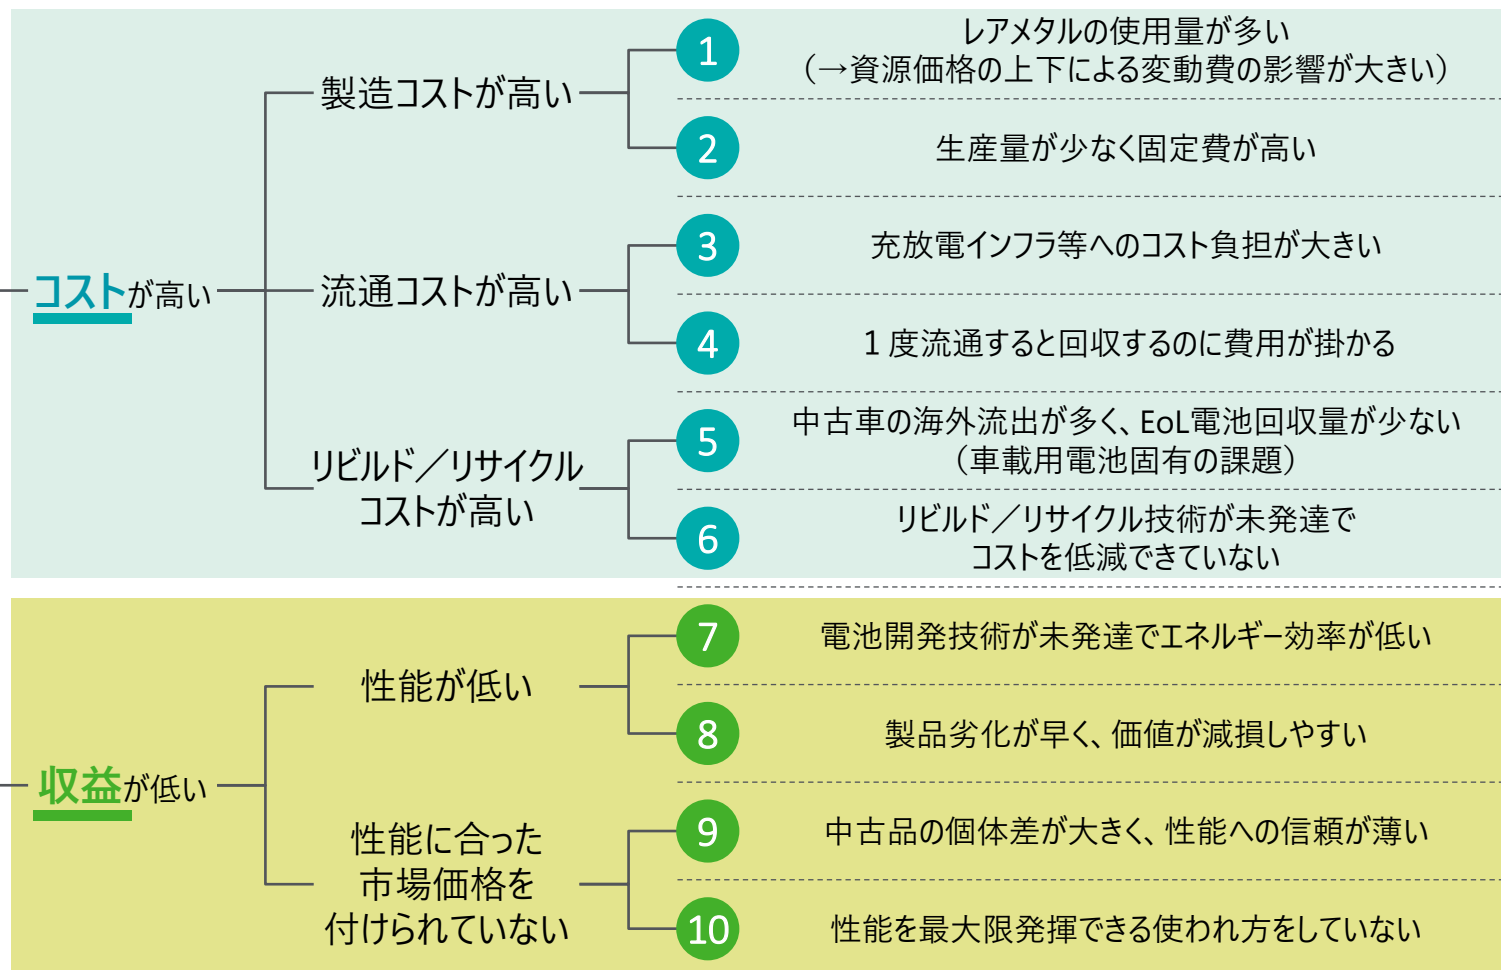 コストが高い
製造コストが高い
1
レアメタルの使用量が多い
(→資源価格の上下による変動費の影響が大きい)
2
生産量が少なく固定費が高い
流通コストが高い
3
充放電インフラ等へのコスト負担が大きい
4
1度流通すると回収するのに費用が掛かる
リビルド／リサイクル
コストが高い
5
中古車の海外流出が多く、EoL電池回収量が少ない
（車載用電池固有の課題）
6
リビルド／リサイクル技術が未発達で
コストを低減できていない
収益が低い
性能が低い
7
電池開発技術が未発達でエネルギー効率が低い
8
製品劣化が早く、価値が減損しやすい
性能に合った
市場価格を
付けられていない
9
中古品の個体差が大きく、性能への信頼が薄い
10
性能を最大限発揮できる使われ方をしていない